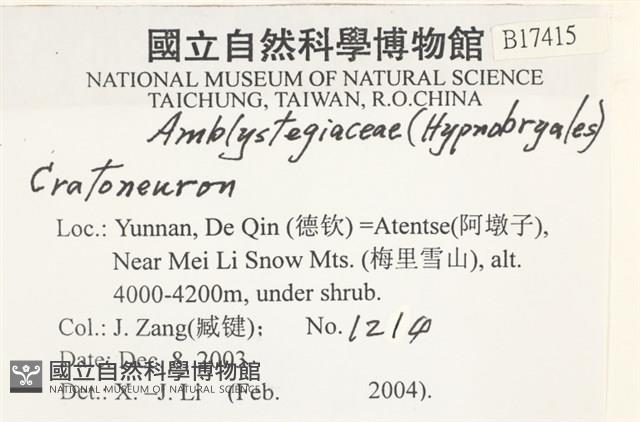 國立自然科學博物館 B17415
NATIONAL MUSEUM OF NATURAL SCIENCE
TAICHUNG, TAIWAN, R.O.CHINA
Amblystegiaceae (Hypnobryales)
Cratoneuron
Loc.: Yunnan, De Qin (德钦) =Atentse(阿墩子),
Near Mei Li Snow Mts. (梅里雪山), alt.
4000-4200m, under shrub.
Col.: J. Zang(臧键); No. 1214
Date: Dec. 8, 2003
國立自然科學博物館
NATIONAL MUSEUM OF NATURAL SCIENCE
Det.: X.-J. Li (Feb. 2004).